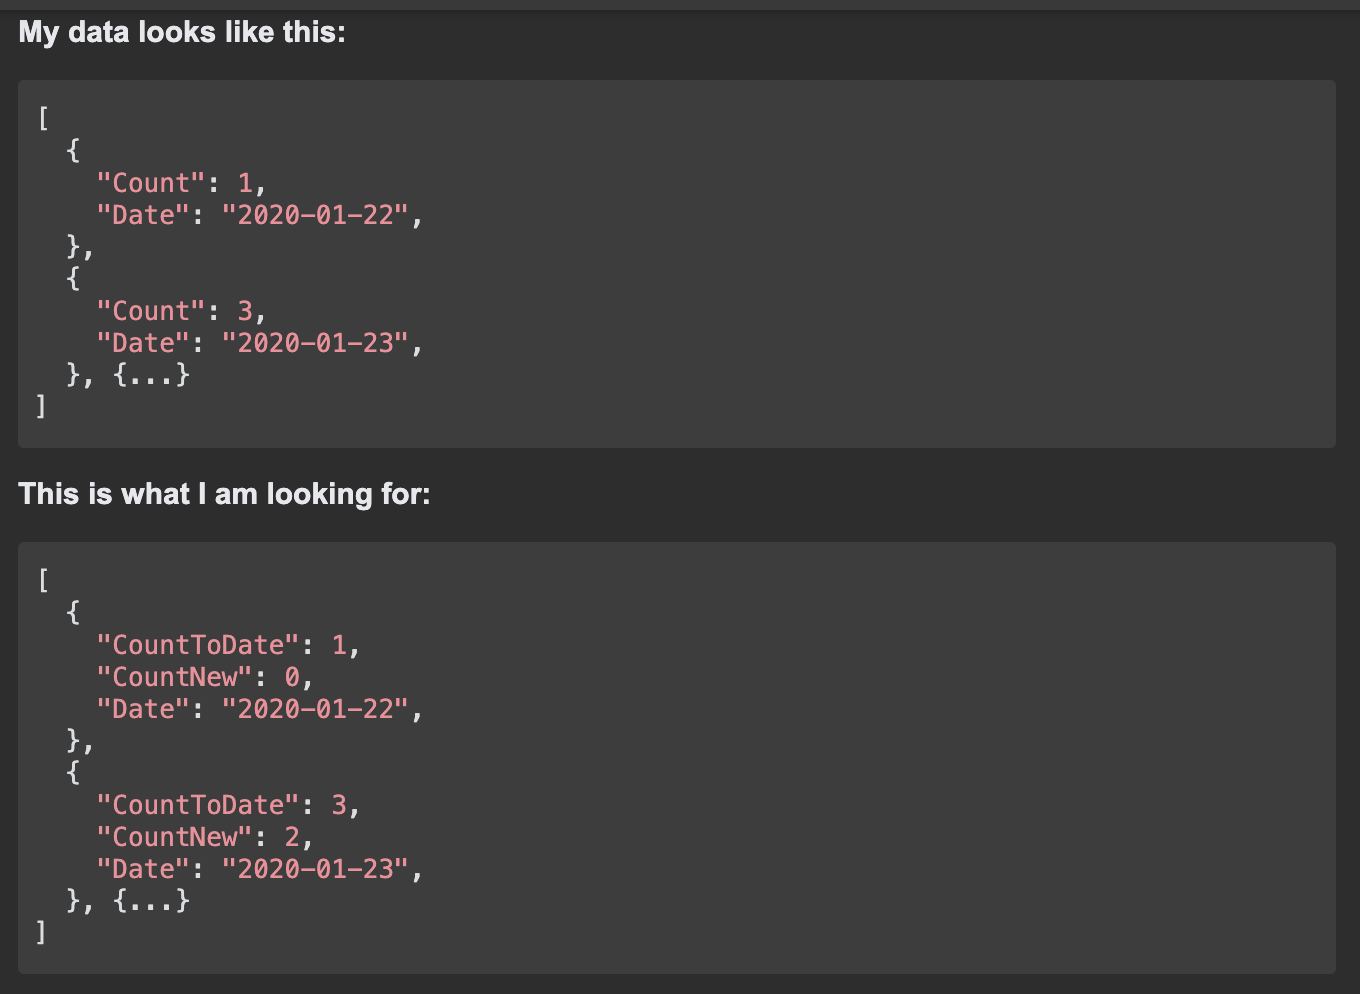 My data looks like this:
[
  {
    "Count": 1,
    "Date": "2020-01-22",
  },
  {
    "Count": 3,
    "Date": "2020-01-23",
  }, {...}
]
This is what I am looking for:
[
  {
    "CountToDate": 1,
    "CountNew": 0,
    "Date": "2020-01-22",
  },
  {
    "CountToDate": 3,
    "CountNew": 2,
    "Date": "2020-01-23",
  }, {...}
]